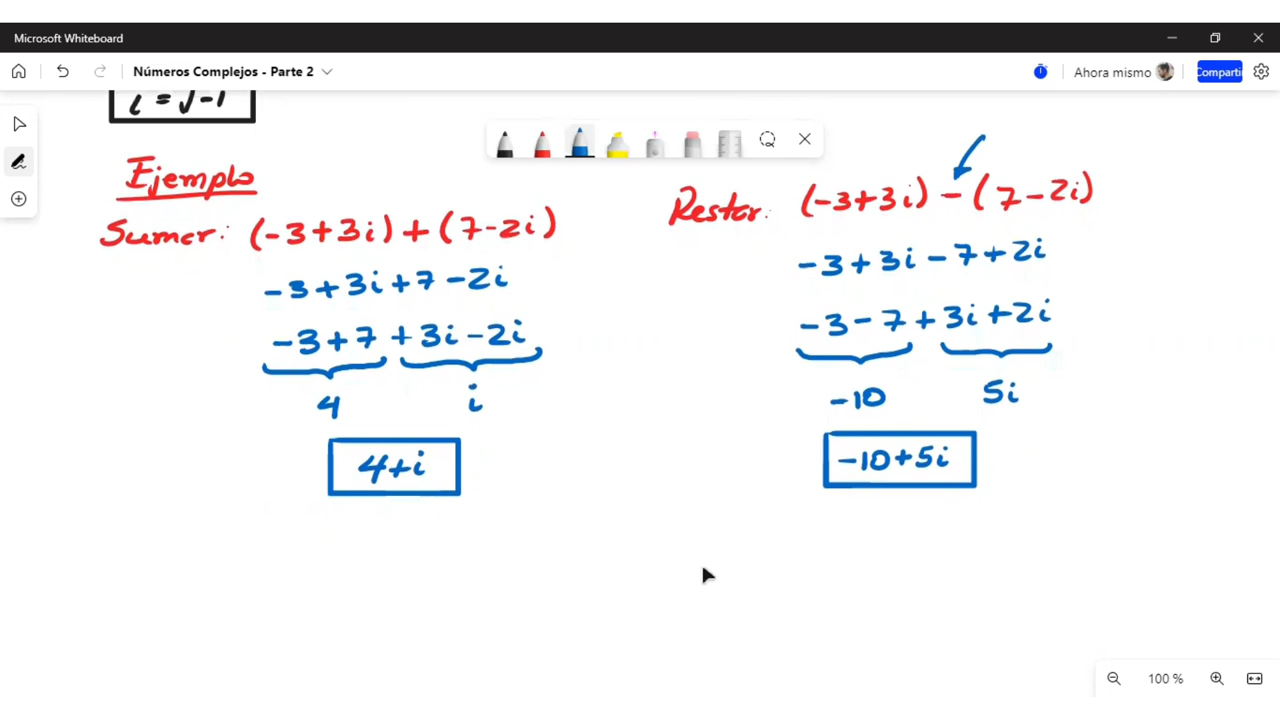 Microsoft Whiteboard
Números Complejos - Parte 2
Ahora mismo
Comparti
i = √-1
Ejemplo
Sumar: (-3+3i) + (7-2i)
-3+3i+7-2i
-3+7 +3i-2i
4 i
4+i
Restar: (-3+3i) - (7-2i)
-3+3i-7+2i
-3-7+3i+2i
-10 5i
-10+5i
100 %